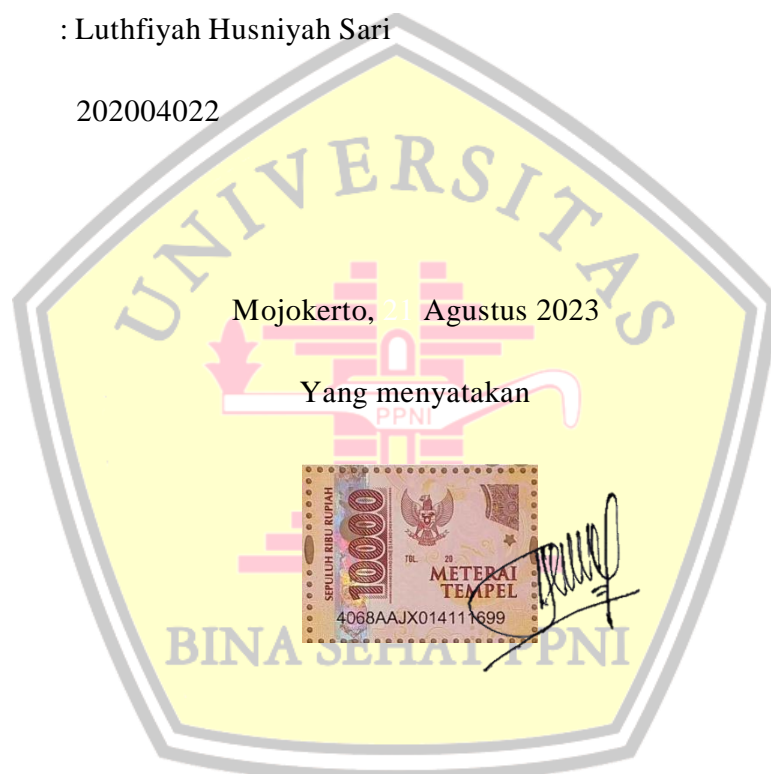 : Luthfiyah Husniyah Sari
202004022
UNIVERSITAS
Mojokerto, 21 Agustus 2023
Yang menyatakan
PPNI
SEPULUH RIBU RUPIAH
10000
TGL. 20
METERAI
TEMPEL
4068AAJX014111699
BINA SEHAT PPNI